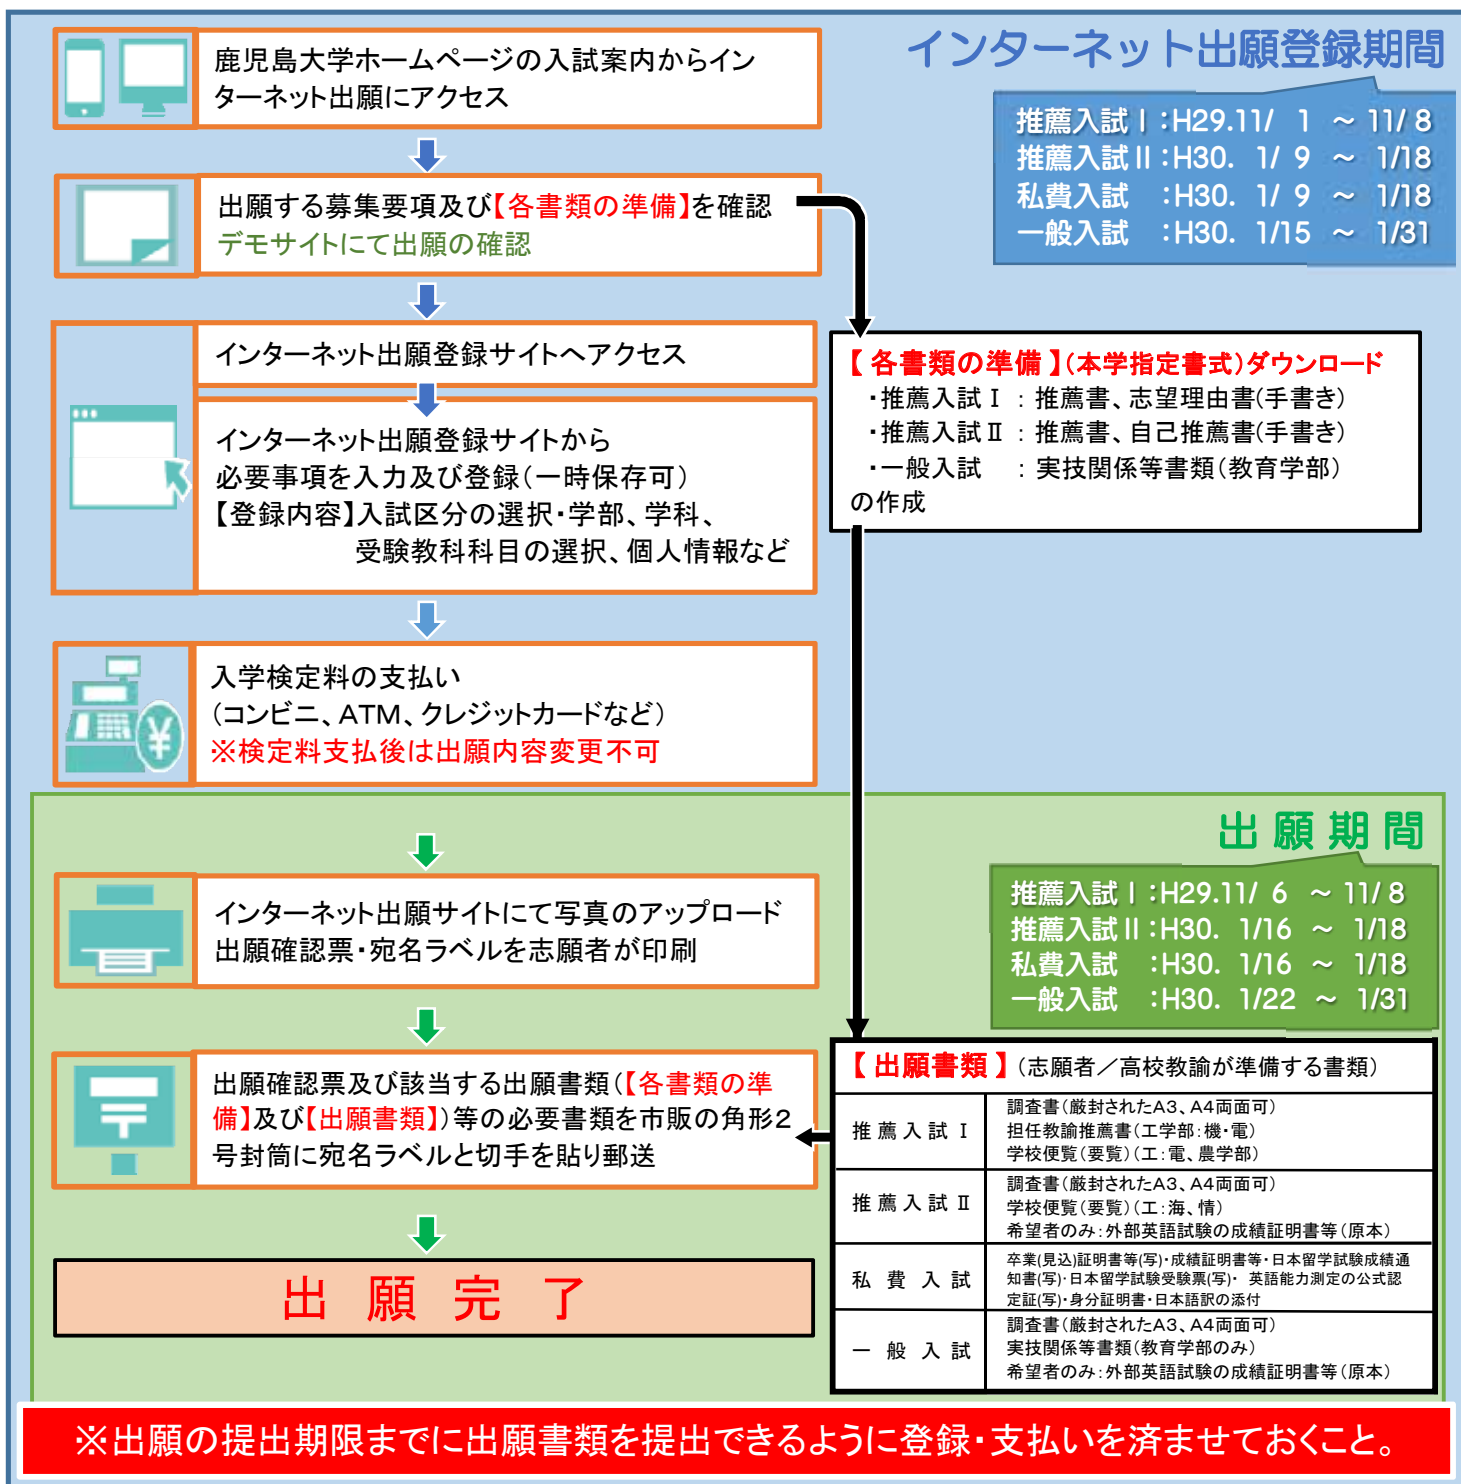 インターネット出願登録期間
推薦入試Ⅰ:H29.11/ 1 ~ 11/ 8
推薦入試Ⅱ:H30. 1/ 9 ~ 1/18
私費入試 :H30. 1/ 9 ~ 1/18
一般入試 :H30. 1/15 ~ 1/31
鹿児島大学ホームページの入試案内からイン
ターネット出願にアクセス
出願する募集要項及び【各書類の準備】を確認
デモサイトにて出願の確認
インターネット出願登録サイトへアクセス
インターネット出願登録サイトから
必要事項を入力及び登録(一時保存可)
【登録内容】入試区分の選択・学部、学科、
受験教科科目の選択、個人情報など
【各書類の準備】(本学指定書式)ダウンロード
・推薦入試Ⅰ : 推薦書、志望理由書(手書き)
・推薦入試Ⅱ : 推薦書、自己推薦書(手書き)
・一般入試 : 実技関係等書類(教育学部)
の作成
入学検定料の支払い
(コンビニ、ATM、クレジットカードなど)
※検定料支払後は出願内容変更不可
出願期間
推薦入試Ⅰ:H29.11/ 6 ~ 11/ 8
推薦入試Ⅱ:H30. 1/16 ~ 1/18
私費入試 :H30. 1/16 ~ 1/18
一般入試 :H30. 1/22 ~ 1/31
インターネット出願サイトにて写真のアップロード
出願確認票・宛名ラベルを志願者が印刷
出願確認票及び該当する出願書類(【各書類の準
備】及び【出願書類】)等の必要書類を市販の角形2
号封筒に宛名ラベルと切手を貼り郵送
出願完了
【出願書類】(志願者/高校教諭が準備する書類)
推薦入試Ⅰ
調査書(厳封されたA3、A4両面可)
担任教諭推薦書(工学部:機・電)
学校便覧(要覧)(工:電、農学部)
推薦入試Ⅱ
調査書(厳封されたA3、A4両面可)
学校便覧(要覧)(工:海、情)
希望者のみ:外部英語試験の成績証明書等(原本)
私費入試
卒業(見込)証明書等(写)・成績証明書等・日本留学試験成績通
知書(写)・日本留学試験受験票(写)・ 英語能力測定の公式認
定証(写)・身分証明書・日本語訳の添付
一般入試
調査書(厳封されたA3、A4両面可)
実技関係等書類(教育学部のみ)
希望者のみ:外部英語試験の成績証明書等(原本)
※出願の提出期限までに出願書類を提出できるように登録・支払いを済ませておくこと。